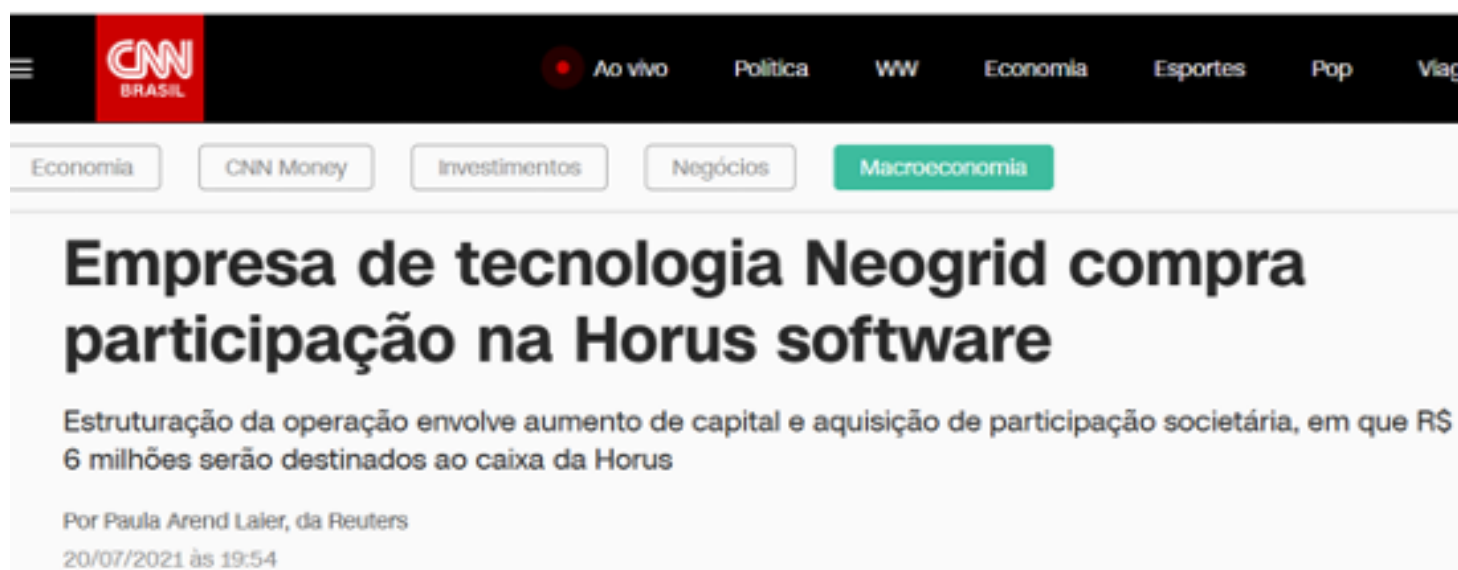 CNN
BRASIL
Ao vivo Política WW Economia Esportes Pop Viag
Economia CNN Money Investimentos Negócios Macroeconomia
Empresa de tecnologia Neogrid compra
participação na Horus software
Estruturação da operação envolve aumento de capital e aquisição de participação societária, em que R$
6 milhões serão destinados ao caixa da Horus
Por Paula Arend Laier, da Reuters
20/07/2021 às 19:54